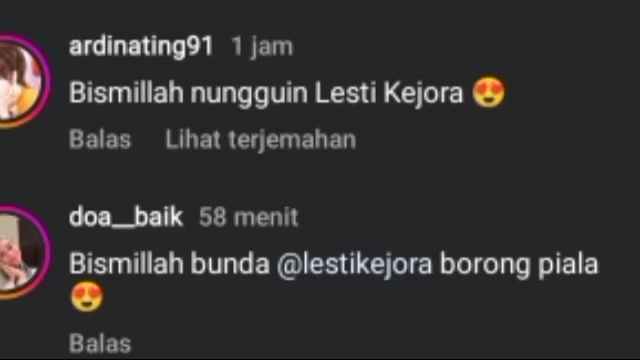 ardinating91 1 jam
Bismillah nungguin Lesti Kejora 😍
Balas Lihat terjemahan
doa__baik 58 menit
Bismillah bunda @lestikejora borong piala
😍
Balas